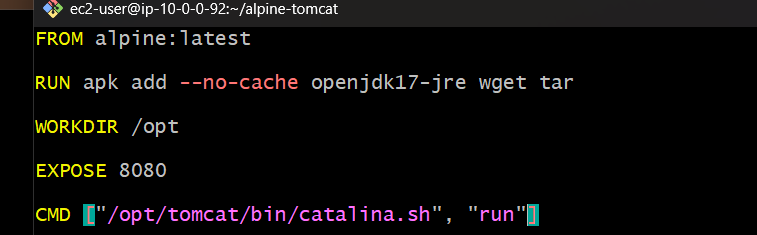 ec2-user@ip-10-0-0-92:~/alpine-tomcat
FROM alpine:latest
RUN apk add --no-cache openjdk17-jre wget tar
WORKDIR /opt
EXPOSE 8080
CMD ["/opt/tomcat/bin/catalina.sh", "run"]